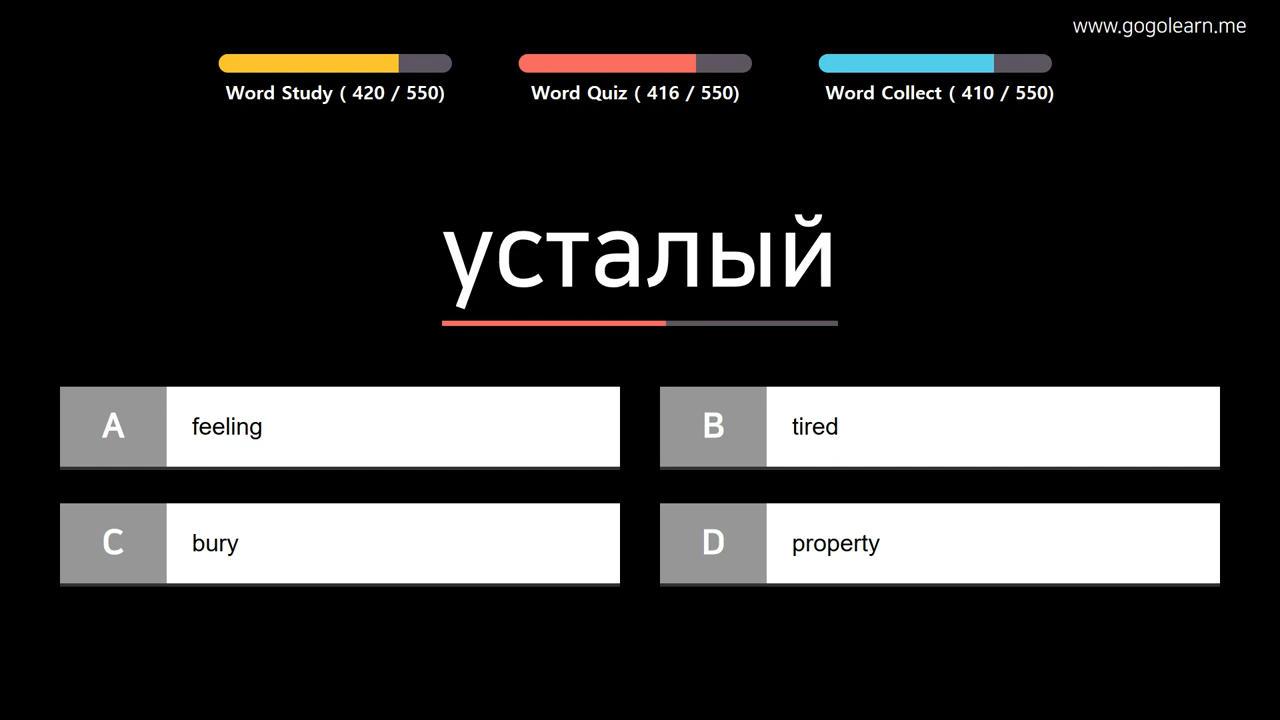 www.gogolearn.me
Word Study ( 420 / 550)
Word Quiz ( 416 / 550)
Word Collect ( 410 / 550)
усталый
A feeling
B tired
C bury
D property